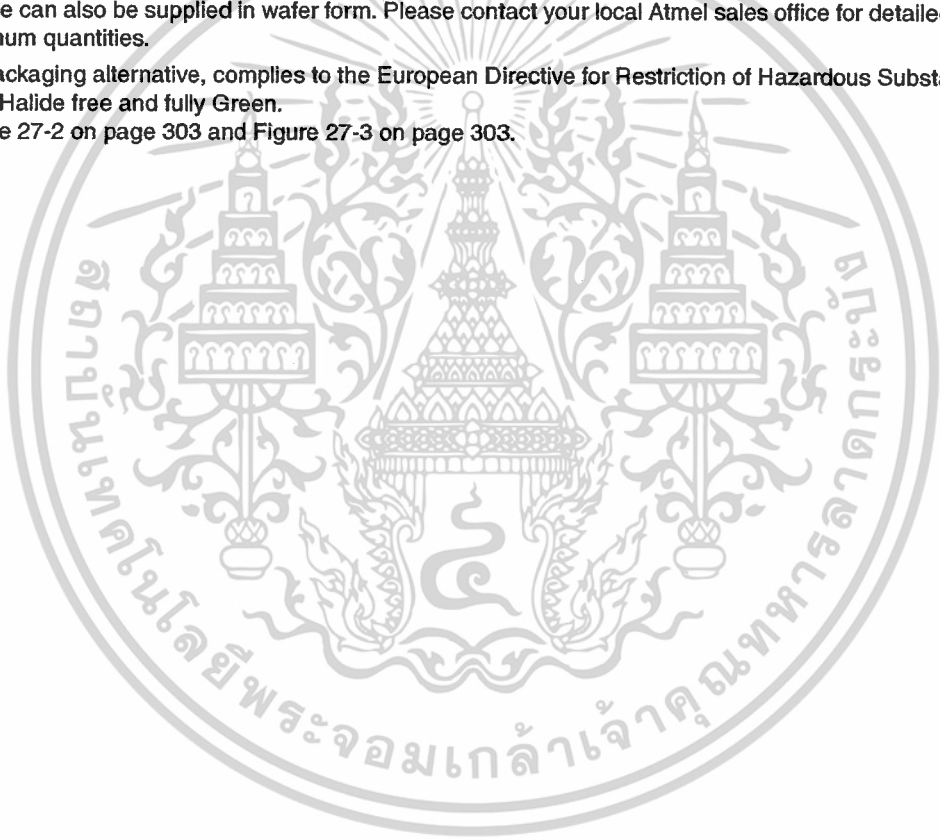 e can also be supplied in wafer form. Please contact your local Atmel sales office for detailed
um quantities.
ackaging alternative, complies to the European Directive for Restriction of Hazardous Substa
Halide free and fully Green.
e 27-2 on page 303 and Figure 27-3 on page 303.
สถาบันเทคโนโลยีพระจอมเกล้าเจ้าคุณทหารลาดกระบัง
๔